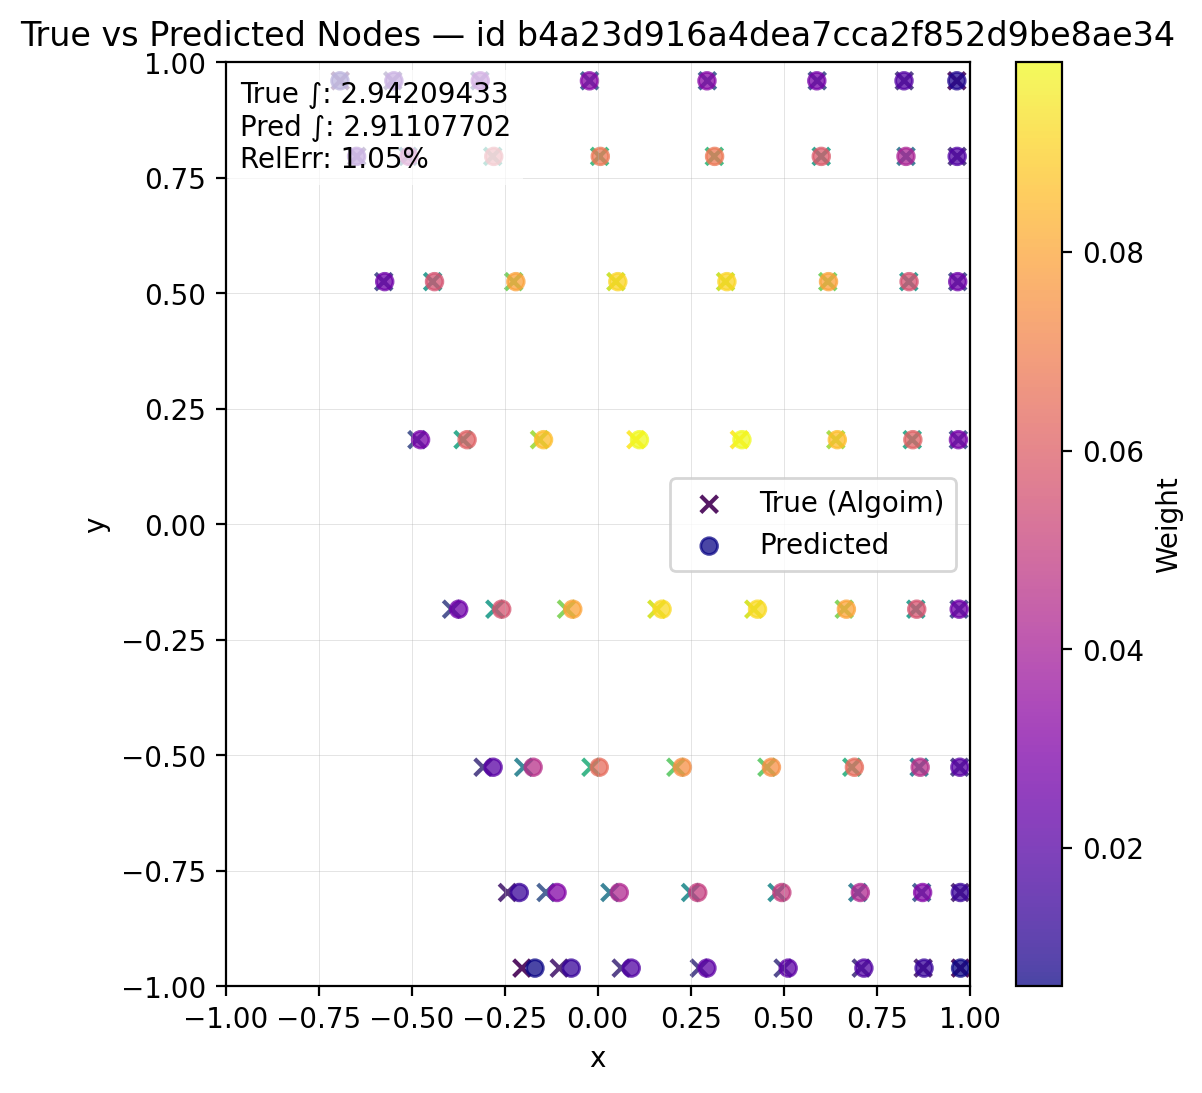 True vs Predicted Nodes — id b4a23d916a4dea7cca2f852d9be8ae34
True ∫: 2.94209433
Pred ∫: 2.91107702
RelErr: 1.05%
1.00
0.75
0.50
0.25
0.00
−0.25
−0.50
−0.75
−1.00
y
True (Algoim)
Predicted
−1.00 −0.75 −0.50 −0.25 0.00 0.25 0.50 0.75 1.00
x
0.08
0.06
0.04
0.02
Weight